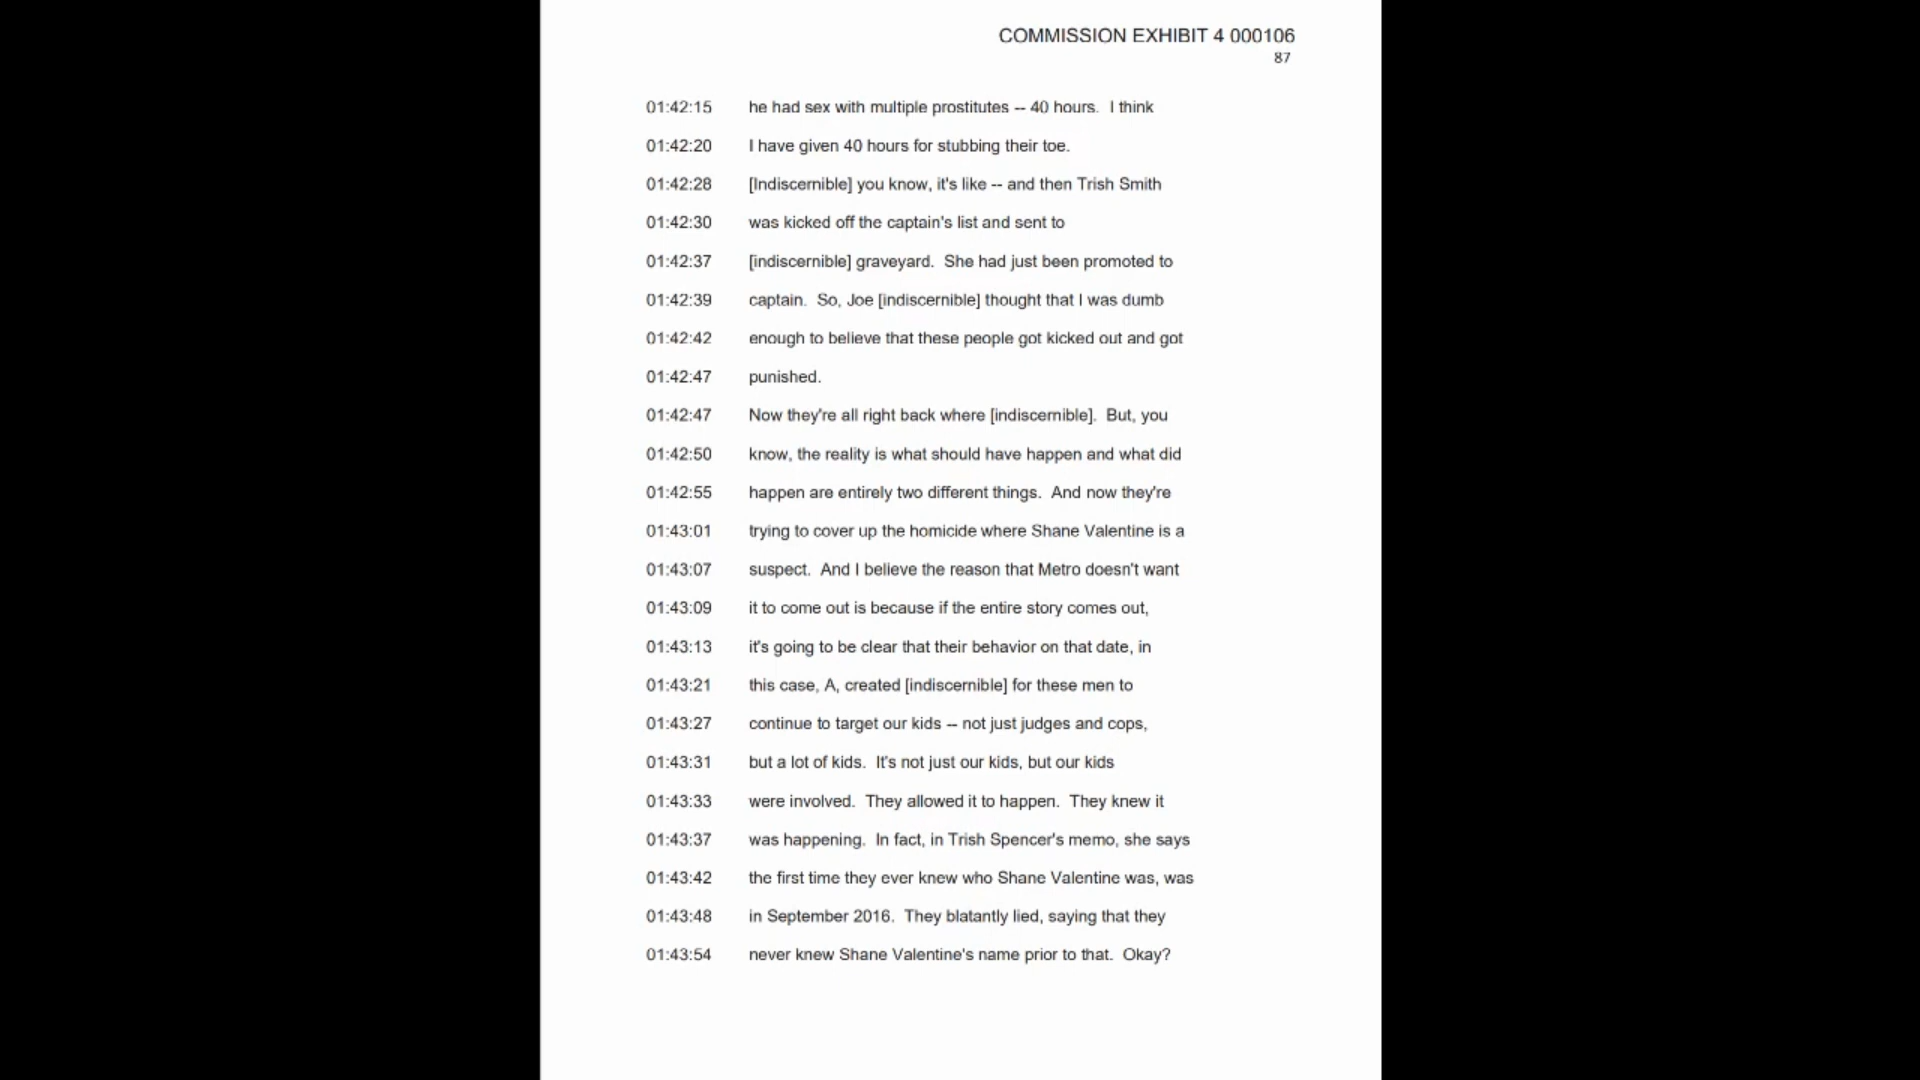 COMMISSION EXHIBIT 4 000106
87
01:42:15 he had sex with multiple prostitutes -- 40 hours. I think
01:42:20 I have given 40 hours for stubbing their toe.
01:42:28 [Indiscernible] you know, it's like -- and then Trish Smith
01:42:30 was kicked off the captain's list and sent to
01:42:37 [indiscernible] graveyard. She had just been promoted to
01:42:39 captain. So, Joe [indiscernible] thought that I was dumb
01:42:42 enough to believe that these people got kicked out and got
01:42:47 punished.
01:42:47 Now they're all right back where [indiscernible]. But, you
01:42:50 know, the reality is what should have happen and what did
01:42:55 happen are entirely two different things. And now they're
01:43:01 trying to cover up the homicide where Shane Valentine is a
01:43:07 suspect. And I believe the reason that Metro doesn't want
01:43:09 it to come out is because if the entire story comes out,
01:43:13 it's going to be clear that their behavior on that date, in
01:43:21 this case, A, created [indiscernible] for these men to
01:43:27 continue to target our kids -- not just judges and cops,
01:43:31 but a lot of kids. It's not just our kids, but our kids
01:43:33 were involved. They allowed it to happen. They knew it
01:43:37 was happening. In fact, in Trish Spencer's memo, she says
01:43:42 the first time they ever knew who Shane Valentine was, was
01:43:48 in September 2016. They blatantly lied, saying that they
01:43:54 never knew Shane Valentine's name prior to that. Okay?